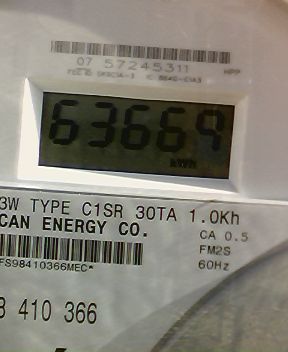 07 57245311
HPP
63669
kWh
3W TYPE C1SR 30TA 1.0Kh
CAN ENERGY CO.
CA 0.5
FM2S
60Hz
FS98410366MEC*
410 366